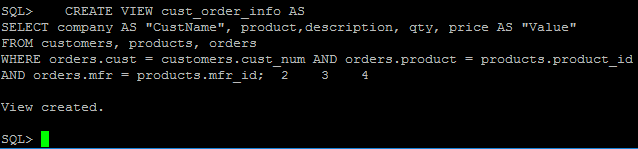 SQL>    CREATE VIEW cust_order_info AS
SELECT company AS "CustName", product,description, qty, price AS "Value"
FROM customers, products, orders
WHERE orders.cust = customers.cust_num AND orders.product = products.product_id
AND orders.mfr = products.mfr_id;  2    3    4
View created.
SQL>